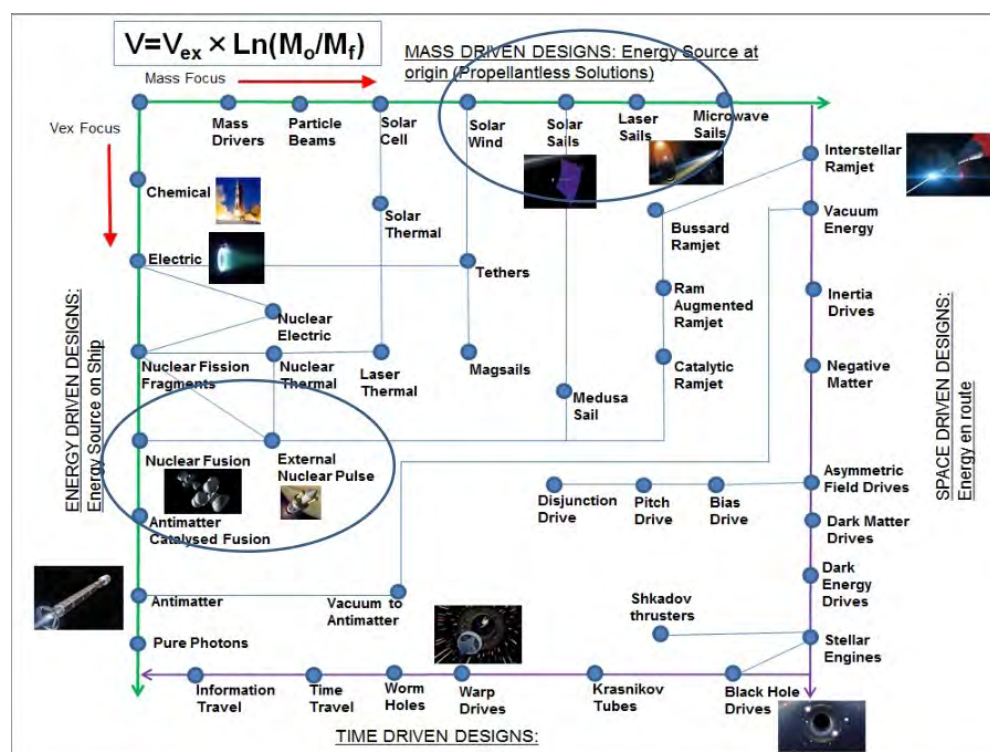 V=Vex × Ln(Mo/Mf)
MASS DRIVEN DESIGNS: Energy Source at
origin (Propellantless Solutions)
Mass Focus
Vex Focus
Mass
Drivers
Particle
Beams
Solar
Cell
Solar
Wind
Solar
Sails
Laser
Sails
Microwave
Sails
Interstellar
Ramjet
Chemical
Solar
Thermal
Bussard
Ramjet
Vacuum
Energy
Electric
Tethers
Nuclear
Electric
Ram
Augmented
Ramjet
Inertia
Drives
Nuclear Fission
Fragments
Nuclear
Thermal
Laser
Thermal
Magsails
Catalytic
Ramjet
Negative
Matter
Medusa
Sail
ENERGY DRIVEN DESIGNS:
Energy Source on Ship
SPACE DRIVEN DESIGNS:
Energy en route
Nuclear Fusion
External
Nuclear Pulse
Disjunction
Drive
Pitch
Drive
Bias
Drive
Asymmetric
Field Drives
Antimatter
Catalysed Fusion
Dark Matter
Drives
Antimatter
Vacuum to
Antimatter
Dark
Energy
Drives
Shkadov
thrusters
Pure Photons
Stellar
Engines
Information
Travel
Time
Travel
Worm
Holes
Warp
Drives
Krasnikov
Tubes
Black Hole
Drives
TIME DRIVEN DESIGNS: